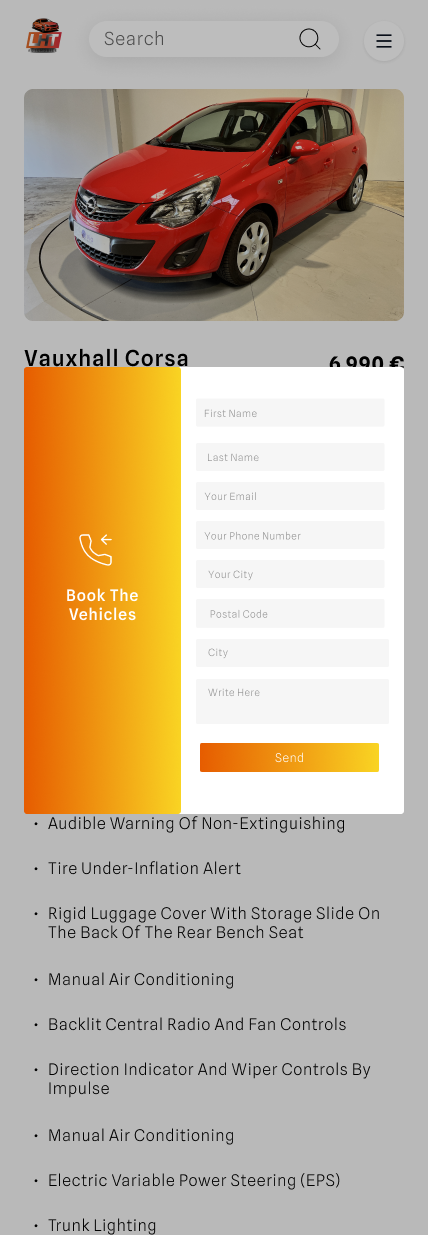 LHT
Search
Vauxhall Corsa
6 990 €
First Name
Last Name
Your Email
Your Phone Number
Your City
Postal Code
City
Write Here
Send
Book The
Vehicles
• Audible Warning Of Non-Extinguishing
• Tire Under-Inflation Alert
• Rigid Luggage Cover With Storage Slide On
The Back Of The Rear Bench Seat
• Manual Air Conditioning
• Backlit Central Radio And Fan Controls
• Direction Indicator And Wiper Controls By
Impulse
• Manual Air Conditioning
• Electric Variable Power Steering (EPS)
• Trunk Lighting